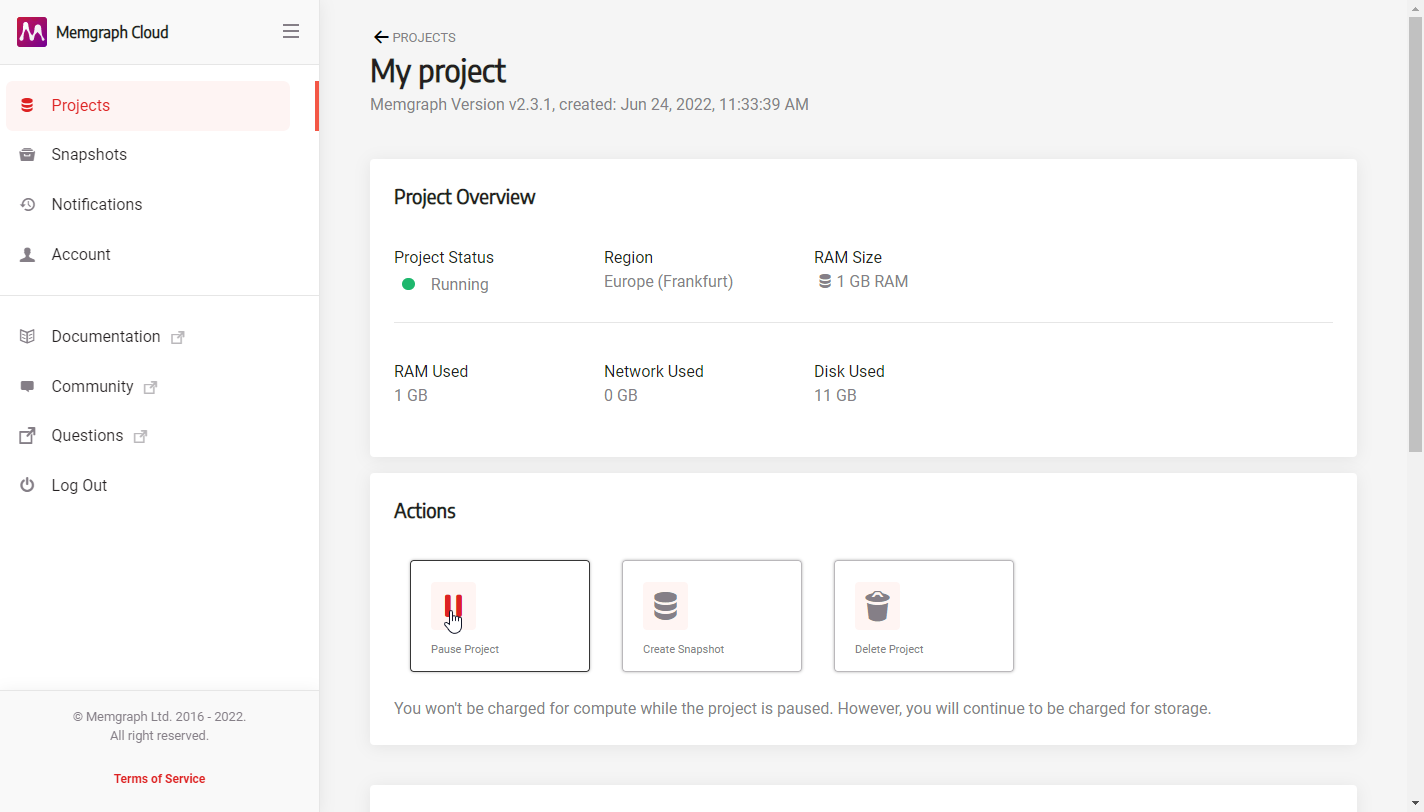 Memgraph Cloud
Projects
Snapshots
Notifications
Account
Documentation
Community
Questions
Log Out
© Memgraph Ltd. 2016 - 2022.
All right reserved.
Terms of Service
PROJECTS
My project
Memgraph Version v2.3.1, created: Jun 24, 2022, 11:33:39 AM
Project Overview
Project Status Region RAM Size
Running Europe (Frankfurt) 1 GB RAM
RAM Used Network Used Disk Used
1 GB 0 GB 11 GB
Actions
Pause Project Create Snapshot Delete Project
You won't be charged for compute while the project is paused. However, you will continue to be charged for storage.